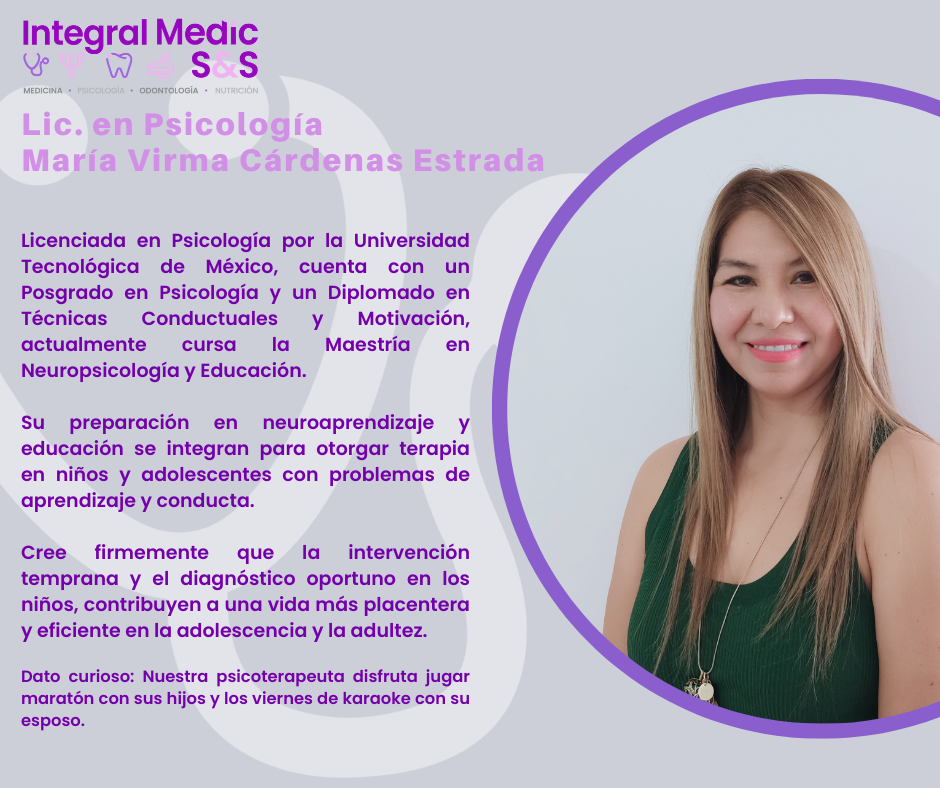 Integral Medic
S&S
MEDICINA • PSICOLOGÍA • ODONTOLOGÍA • NUTRICIÓN
Lic. en Psicología
María Virma Cárdenas Estrada
Licenciada en Psicología por la Universidad
Tecnológica de México, cuenta con un
Posgrado en Psicología y un Diplomado en
Técnicas Conductuales y Motivación,
actualmente cursa la Maestría en
Neuropsicología y Educación.
Su preparación en neuroaprendizaje y
educación se integran para otorgar terapia
en niños y adolescentes con problemas de
aprendizaje y conducta.
Cree firmemente que la intervención
temprana y el diagnóstico oportuno en los
niños, contribuyen a una vida más placentera
y eficiente en la adolescencia y la adultez.
Dato curioso: Nuestra psicoterapeuta disfruta jugar
maratón con sus hijos y los viernes de karaoke con su
esposo.